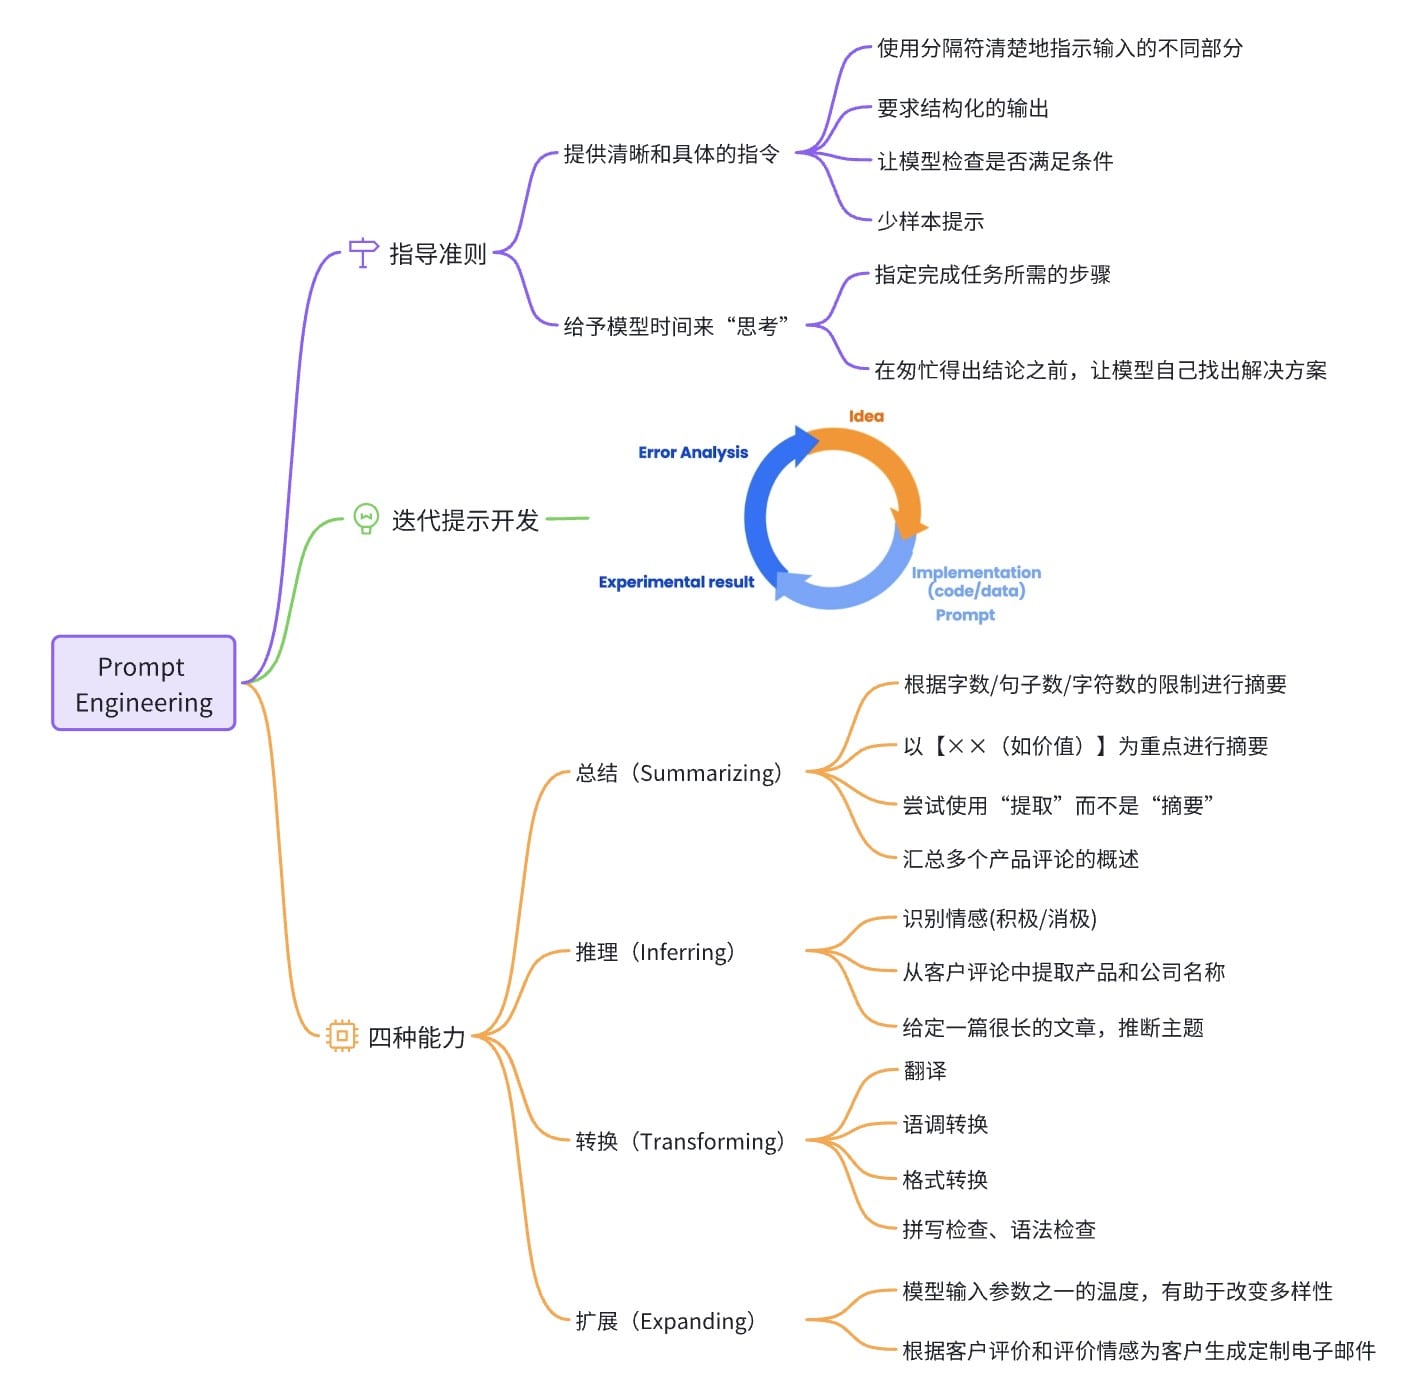 Prompt
Engineering
指导准则
提供清晰和具体的指令
使用分隔符清楚地指示输入的不同部分
要求结构化的输出
让模型检查是否满足条件
少样本提示
给予模型时间来“思考”
指定完成任务所需的步骤
在匆忙得出结论之前，让模型自己找出解决方案
迭代提示开发
Idea
Error Analysis
Experimental result
Implementation
(code/data)
Prompt
四种能力
总结（Summarizing）
根据字数/句子数/字符数的限制进行摘要
以【××（如价值）】为重点进行摘要
尝试使用“提取”而不是“摘要”
汇总多个产品评论的概述
推理（Inferring）
识别情感(积极/消极)
从客户评论中提取产品和公司名称
给定一篇很长的文章，推断主题
转换（Transforming）
翻译
语调转换
格式转换
拼写检查、语法检查
扩展（Expanding）
模型输入参数之一的温度，有助于改变多样性
根据客户评价和评价情感为客户生成定制电子邮件